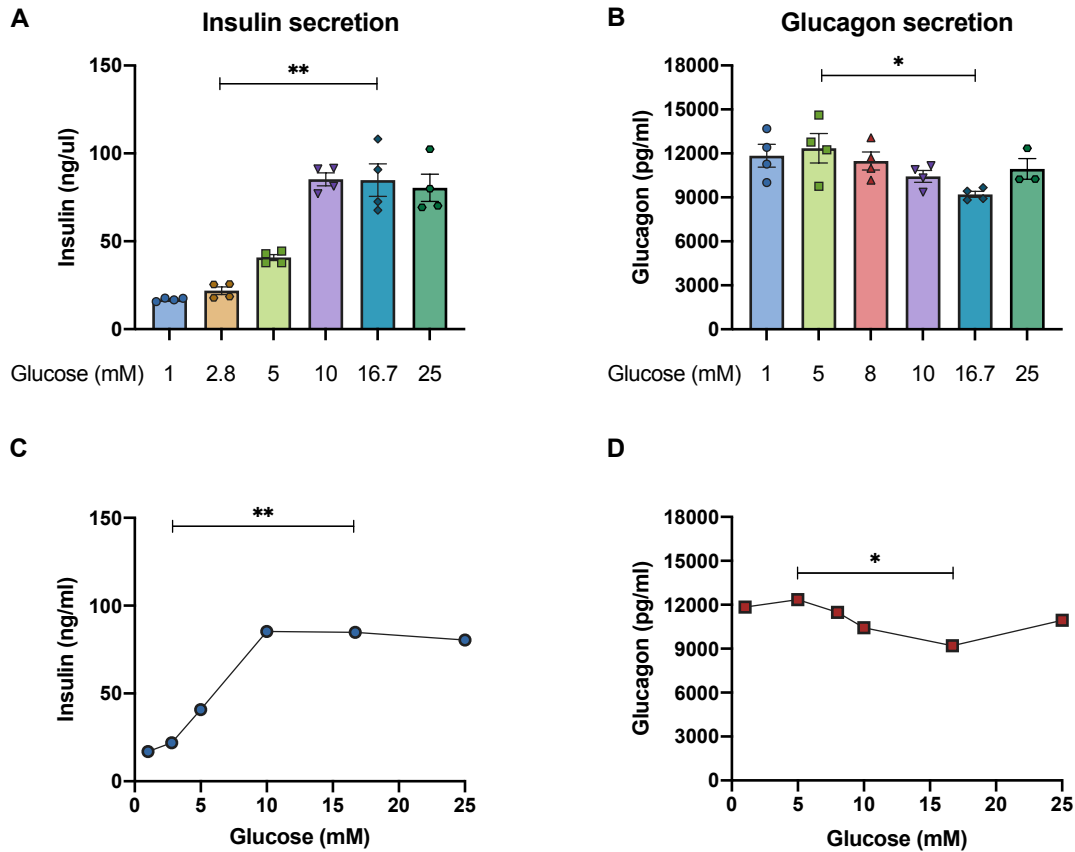 A
Insulin secretion
150
100
50
0
Insulin (ng/ul)
**
Glucose (mM) 1 2.8 5 10 16.7 25
B
Glucagon secretion
18000
15000
12000
9000
6000
3000
0
Glucagon (pg/ml)
*
Glucose (mM) 1 5 8 10 16.7 25
C
150
100
50
0
Insulin (ng/ml)
**
0 5 10 15 20 25
Glucose (mM)
D
18000
15000
12000
9000
6000
3000
0
Glucagon (pg/ml)
*
0 5 10 15 20 25
Glucose (mM)